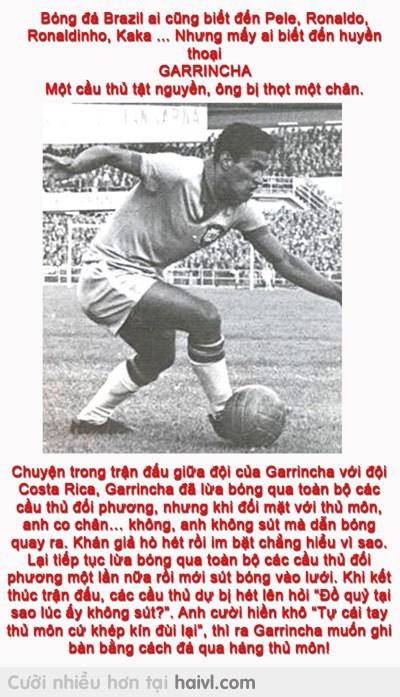 Bóng đá Brazil ai cũng biết đến Pele, Ronaldo,
Ronaldinho, Kaka ... Nhưng mấy ai biết đến huyền
thoại
GARRINCHA
Một cầu thủ tật nguyền, ông bị thọt một chân.
Chuyện trong trận đấu giữa đội của Garrincha với đội
Costa Rica, Garrincha đã lừa bóng qua toàn bộ các
cầu thủ đối phương, nhưng khi đối mặt với thủ môn,
anh co chân... không, anh không sút mà dẫn bóng
quay ra. Khán giả hò hét rồi im bặt chẳng hiểu vì sao.
Lại tiếp tục lừa bóng qua toàn bộ các cầu thủ đối
phương một lần nữa rồi mới sút bóng vào lưới. Khi kết
thúc trận đấu, các cầu thủ dự bị hét lên hỏi "Đồ quỷ tại
sao lúc ấy không sút?". Anh cười hiền khô "Tự cái tay
thủ môn cứ khép kín đùi lại", thì ra Garrincha muốn ghi
bàn bằng cách đá qua háng thủ môn!
Cười nhiều hơn tại haivl.com